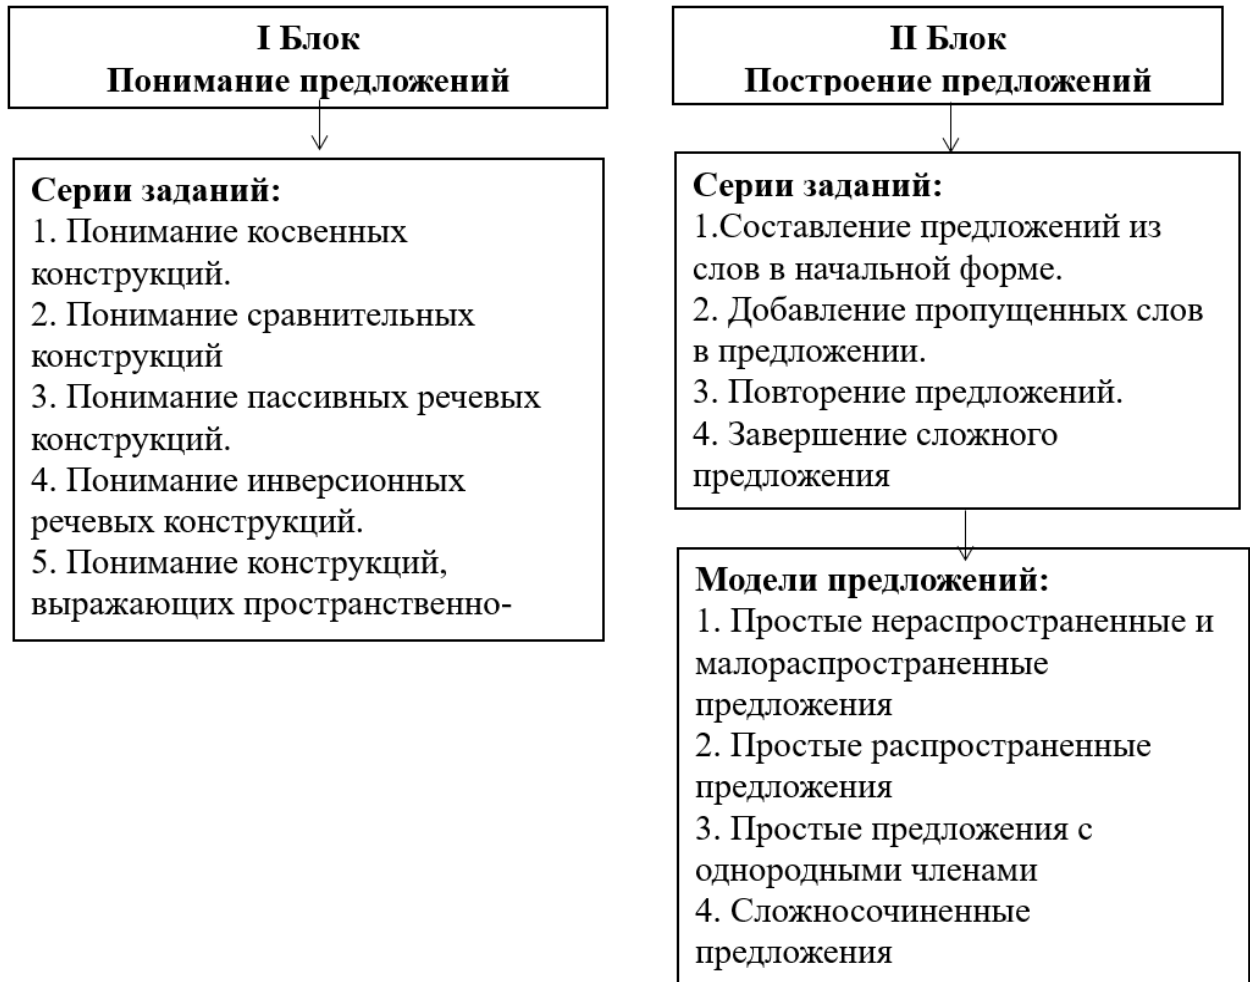 I Блок
Понимание предложений
Серии заданий:
1. Понимание косвенных
конструкций.
2. Понимание сравнительных
конструкций
3. Понимание пассивных речевых
конструкций.
4. Понимание инверсионных
речевых конструкций.
5. Понимание конструкций,
выражающих пространственно-
II Блок
Построение предложений
Серии заданий:
1.Составление предложений из
слов в начальной форме.
2. Добавление пропущенных слов
в предложении.
3. Повторение предложений.
4. Завершение сложного
предложения
Модели предложений:
1. Простые нераспространенные и
малораспространенные
предложения
2. Простые распространенные
предложения
3. Простые предложения с
однородными членами
4. Сложносочиненные
предложения